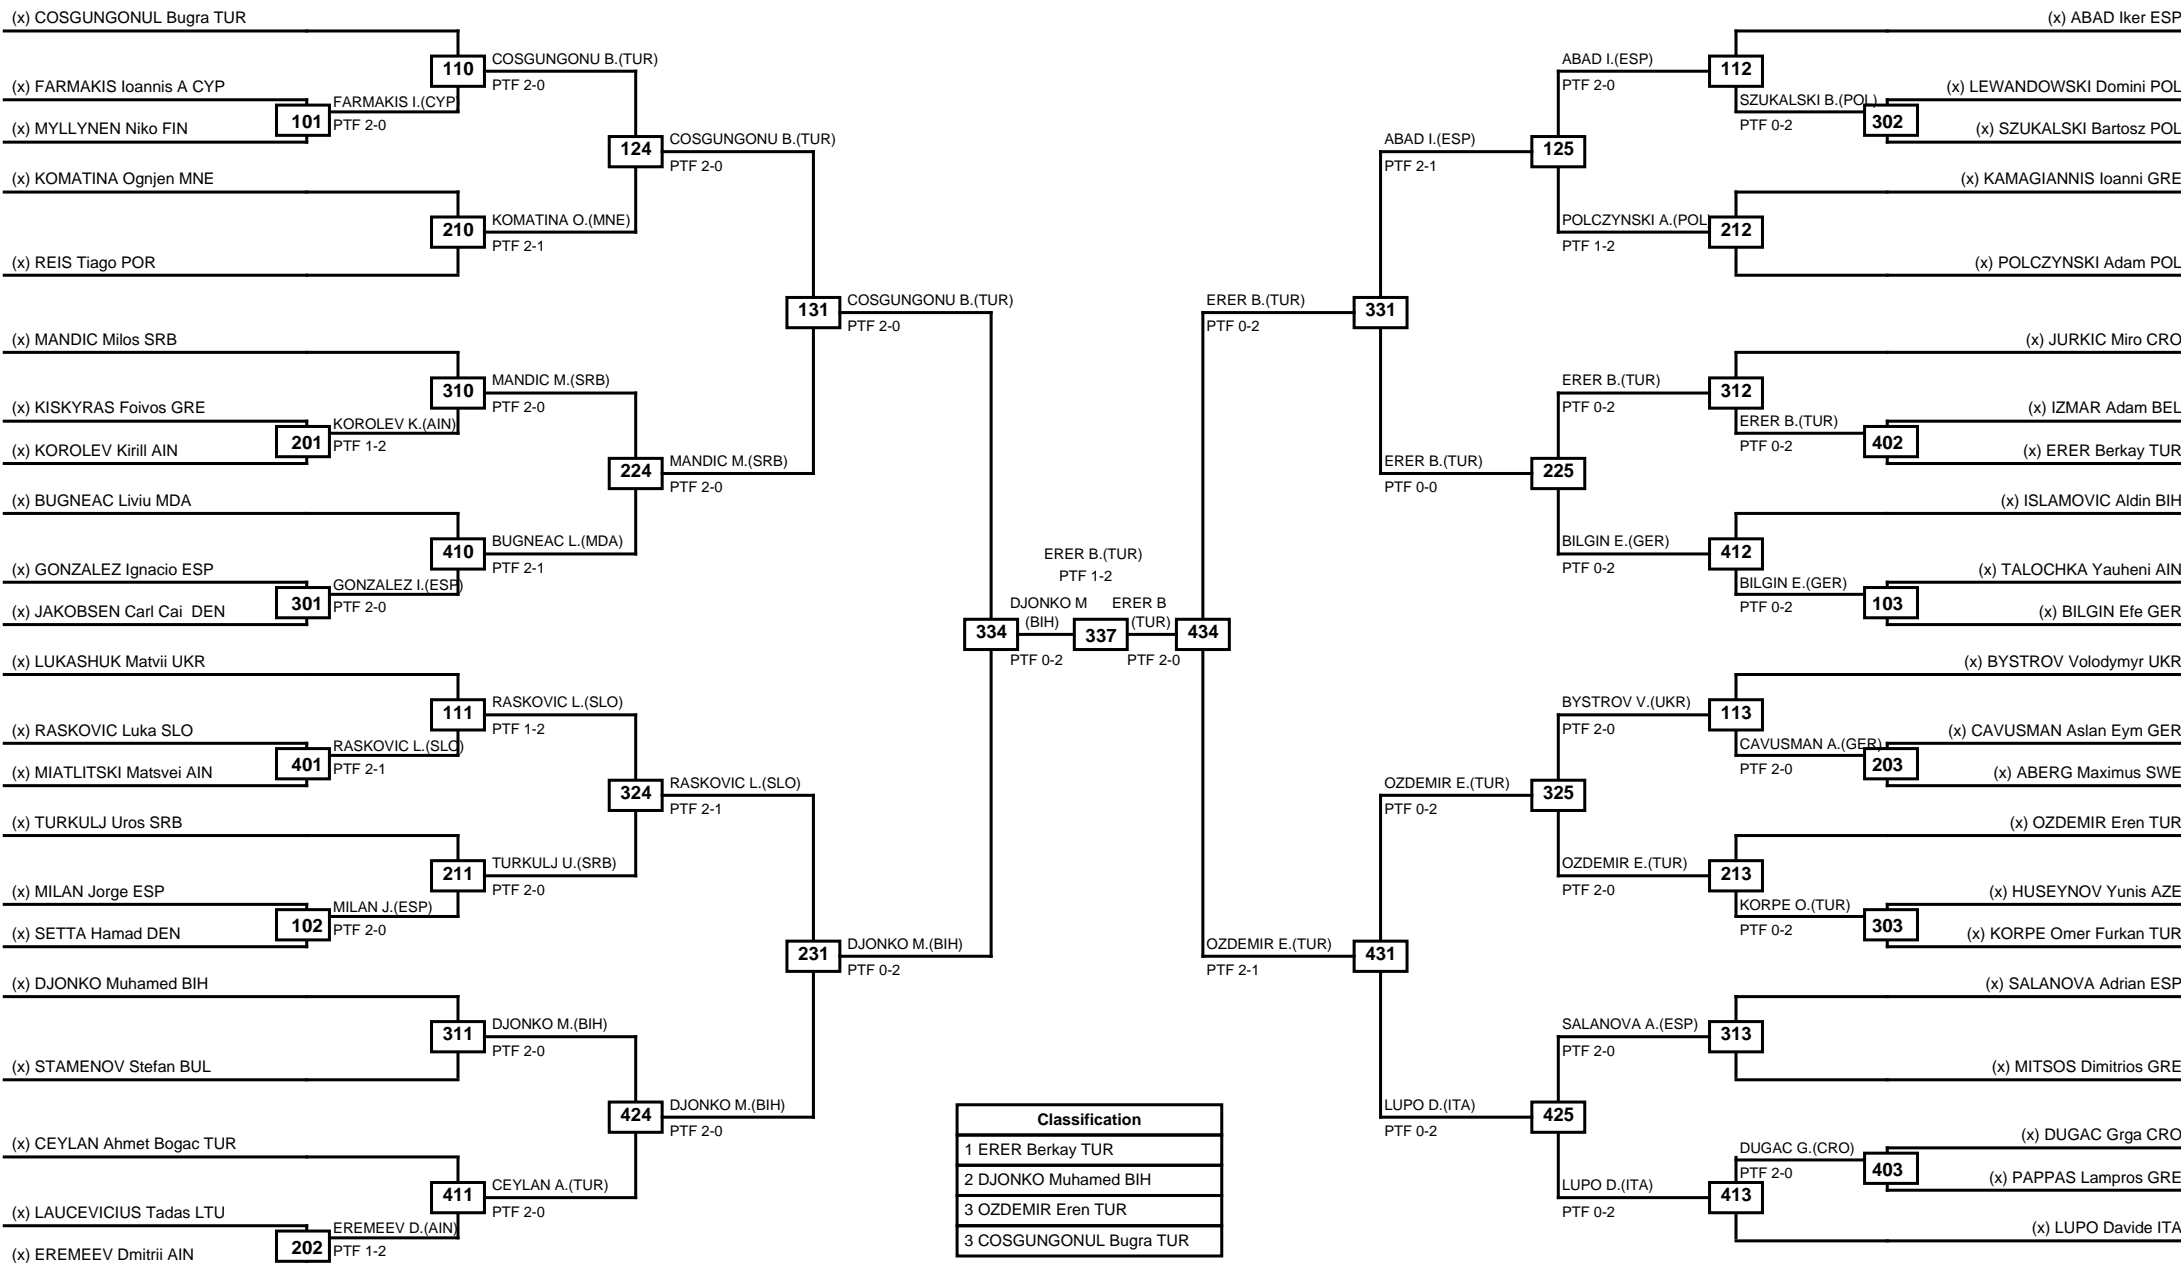 (x) COSGUNGONUL Bugra TUR
(x) FARMAKIS Ioannis A CYP
(x) MYLLYNEN Niko FIN
(x) KOMATINA Ognjen MNE
(x) REIS Tiago POR
(x) MANDIC Milos SRB
(x) KISKYRAS Foivos GRE
(x) KOROLEV Kirill AIN
(x) BUGNEAC Liviu MDA
(x) GONZALEZ Ignacio ESP
(x) JAKOBSEN Carl Cai DEN
(x) LUKASHUK Matvii UKR
(x) RASKOVIC Luka SLO
(x) MIATLITSKI Matsvei AIN
(x) TURKULJ Uros SRB
(x) MILAN Jorge ESP
(x) SETTA Hamad DEN
(x) DJONKO Muhamed BIH
(x) STAMENOV Stefan BUL
(x) CEYLAN Ahmet Bogac TUR
(x) LAUCEVICIUS Tadas LTU
(x) EREMEEV Dmitrii AIN
101
FARMAKIS I.(CYP)
PTF 2-0
201
KOROLEV K.(AIN)
PTF 1-2
301
GONZALEZ I.(ESP)
PTF 2-0
401
RASKOVIC L.(SLO)
PTF 2-1
102
MILAN J.(ESP)
PTF 2-0
202
EREMEEV D.(AIN)
PTF 1-2
110
COSGUNGONU B.(TUR)
PTF 2-0
210
KOMATINA O.(MNE)
PTF 2-1
310
MANDIC M.(SRB)
PTF 2-0
410
BUGNEAC L.(MDA)
PTF 2-1
111
RASKOVIC L.(SLO)
PTF 1-2
211
TURKULJ U.(SRB)
PTF 2-0
311
DJONKO M.(BIH)
PTF 2-0
411
CEYLAN A.(TUR)
PTF 2-0
124
COSGUNGONU B.(TUR)
PTF 2-0
224
MANDIC M.(SRB)
PTF 2-0
324
RASKOVIC L.(SLO)
PTF 2-1
424
DJONKO M.(BIH)
PTF 2-0
131
COSGUNGONU B.(TUR)
PTF 2-0
231
DJONKO M.(BIH)
PTF 0-2
334
DJONKO M
(BIH)
PTF 0-2
ERER B.(TUR)
PTF 1-2
337
ERER B
(TUR)
PTF 2-0
434
ERER B.(TUR)
PTF 0-2
331
OZDEMIR E.(TUR)
PTF 2-1
431
ABAD I.(ESP)
PTF 2-1
125
ERER B.(TUR)
PTF 0-0
225
OZDEMIR E.(TUR)
PTF 0-2
325
LUPO D.(ITA)
PTF 0-2
425
ABAD I.(ESP)
PTF 2-0
112
POLCZYNSKI A.(POL
PTF 1-2
212
ERER B.(TUR)
PTF 0-2
312
BILGIN E.(GER)
PTF 0-2
412
BYSTROV V.(UKR)
PTF 2-0
113
OZDEMIR E.(TUR)
PTF 2-0
213
SALANOVA A.(ESP)
PTF 2-0
313
LUPO D.(ITA)
PTF 0-2
413
SZUKALSKI B.(POL)
PTF 0-2
302
ERER B.(TUR)
PTF 0-2
402
BILGIN E.(GER)
PTF 0-2
103
CAVUSMAN A.(GER)
PTF 2-0
203
KORPE O.(TUR)
PTF 0-2
303
DUGAC G.(CRO)
PTF 2-0
403
(x) ABAD Iker ESP
(x) LEWANDOWSKI Domini POL
(x) SZUKALSKI Bartosz POL
(x) KAMAGIANNIS Ioanni GRE
(x) POLCZYNSKI Adam POL
(x) JURKIC Miro CRO
(x) IZMAR Adam BEL
(x) ERER Berkay TUR
(x) ISLAMOVIC Aldin BIH
(x) TALOCHKA Yauheni AIN
(x) BILGIN Efe GER
(x) BYSTROV Volodymyr UKR
(x) CAVUSMAN Aslan Eym GER
(x) ABERG Maximus SWE
(x) OZDEMIR Eren TUR
(x) HUSEYNOV Yunis AZE
(x) KORPE Omer Furkan TUR
(x) SALANOVA Adrian ESP
(x) MITSOS Dimitrios GRE
(x) DUGAC Grga CRO
(x) PAPPAS Lampros GRE
(x) LUPO Davide ITA
Classification
1 ERER Berkay TUR
2 DJONKO Muhamed BIH
3 OZDEMIR Eren TUR
3 COSGUNGONUL Bugra TUR